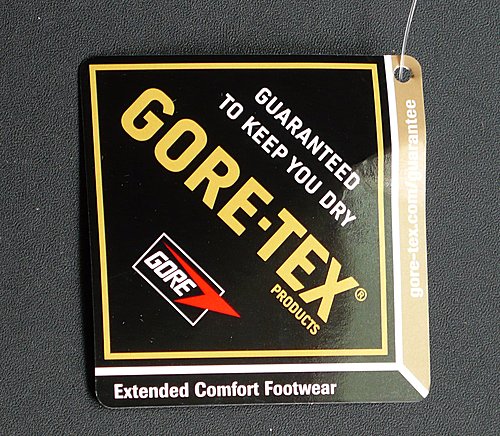 GUARANTEED
TO KEEP YOU DRY
GORE-TEX®
PRODUCTS
GORE
Extended Comfort Footwear
gore-tex.com/guarantee